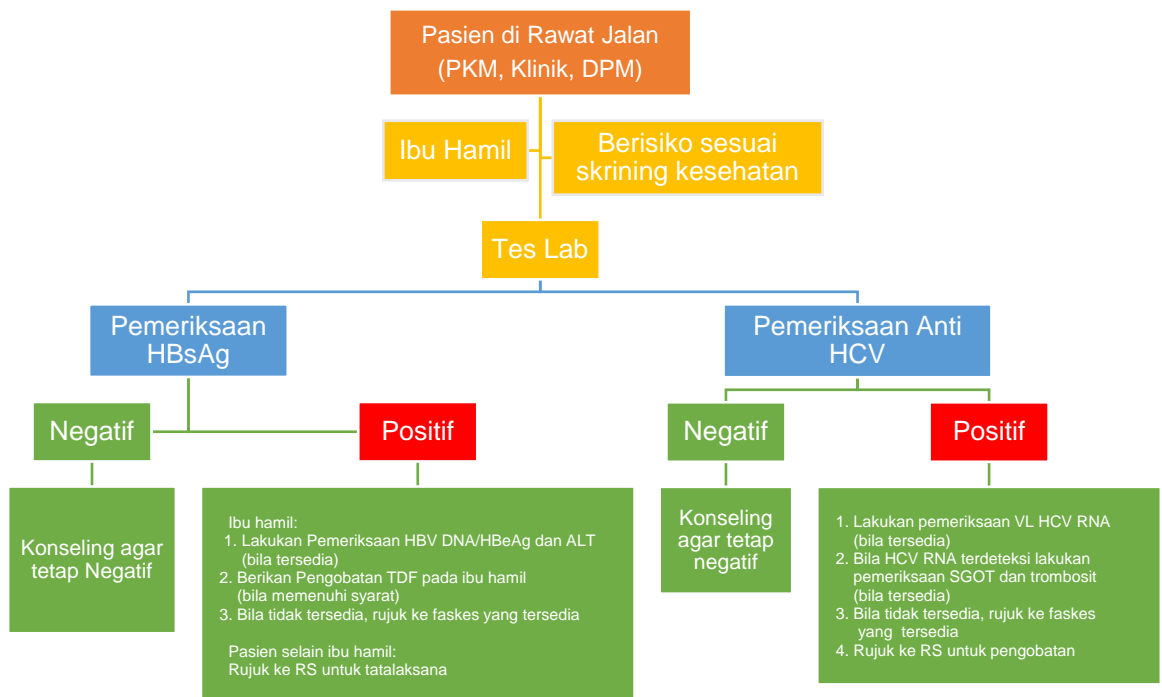 Pasien di Rawat Jalan
(PKM, Klinik, DPM)
Ibu Hamil
Berisiko sesuai
skrining kesehatan
Tes Lab
Pemeriksaan
HBsAg
Pemeriksaan Anti
HCV
Negatif
Positif
Negatif
Positif
Konseling agar
tetap Negatif
Ibu hamil:
1. Lakukan Pemeriksaan HBV DNA/HBeAg dan ALT
(bila tersedia)
2. Berikan Pengobatan TDF pada ibu hamil
(bila memenuhi syarat)
3. Bila tidak tersedia, rujuk ke faskes yang tersedia
Pasien selain ibu hamil:
Rujuk ke RS untuk tatalaksana
Konseling
agar tetap
negatif
1. Lakukan pemeriksaan VL HCV RNA
(bila tersedia)
2. Bila HCV RNA terdeteksi lakukan
pemeriksaan SGOT dan trombosit
(bila tersedia)
3. Bila tidak tersedia, rujuk ke faskes
yang tersedia
4. Rujuk ke RS untuk pengobatan